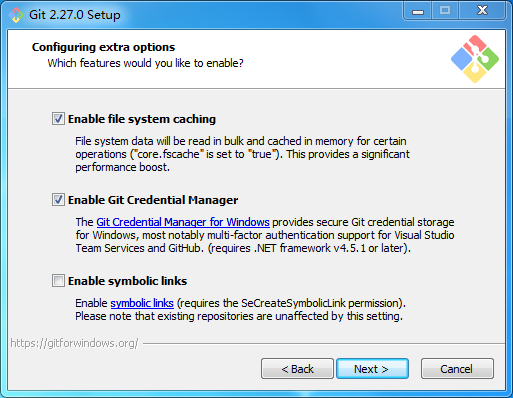 Git 2.27.0 Setup
Configuring extra options
Which features would you like to enable?
Enable file system caching
File system data will be read in bulk and cached in memory for certain
operations ("core.fscache" is set to "true"). This provides a significant
performance boost.
Enable Git Credential Manager
The Git Credential Manager for Windows provides secure Git credential storage
for Windows, most notably multi-factor authentication support for Visual Studio
Team Services and GitHub. (requires .NET framework v4.5.1 or later).
Enable symbolic links
Enable symbolic links (requires the SeCreateSymbolicLink permission).
Please note that existing repositories are unaffected by this setting.
https://gitforwindows.org/
< Back Next > Cancel